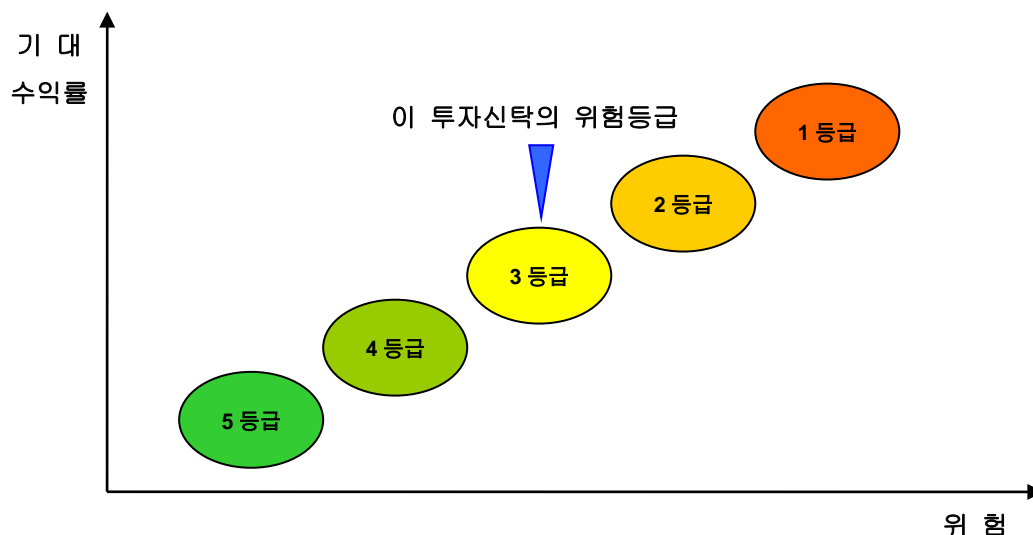 기 대
수익률
이 투자신탁의 위험등급
1 등급
2 등급
3 등급
4 등급
5 등급
위 험